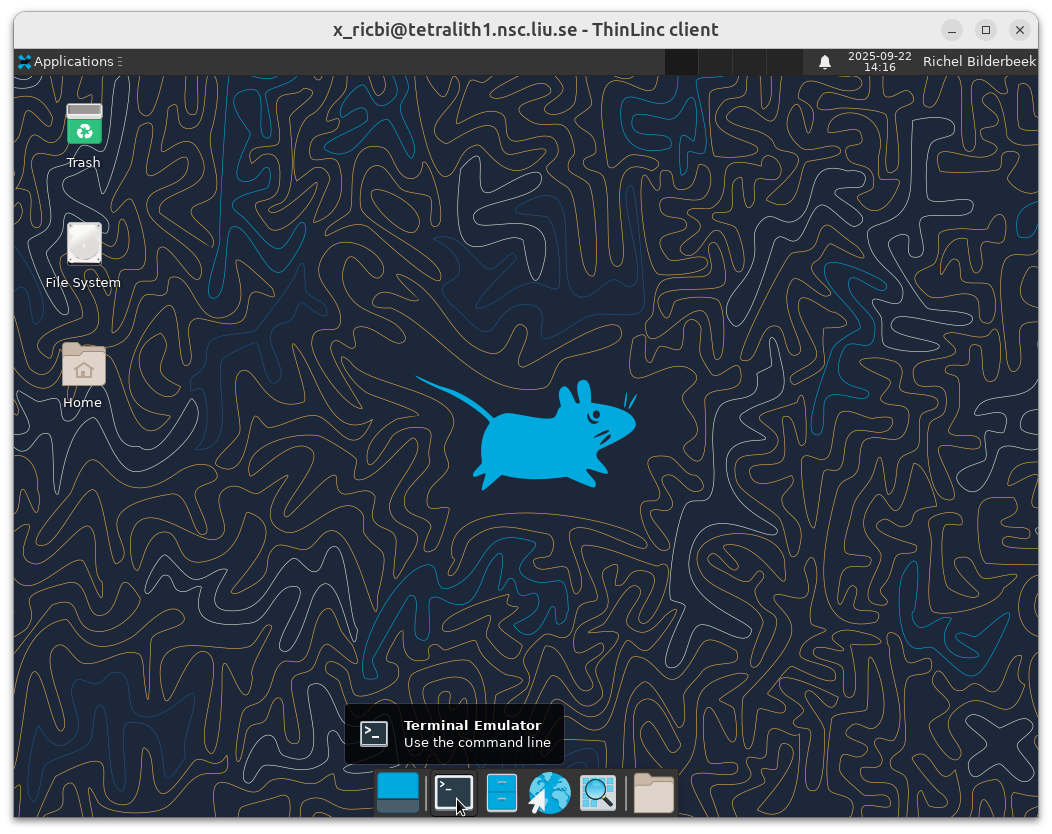 x_ricbi@tetralith1.nsc.liu.se - ThinLinc client
Applications
2025-09-22
14:16
Richel Bilderbeek
Trash
File System
Home
Terminal Emulator
Use the command line